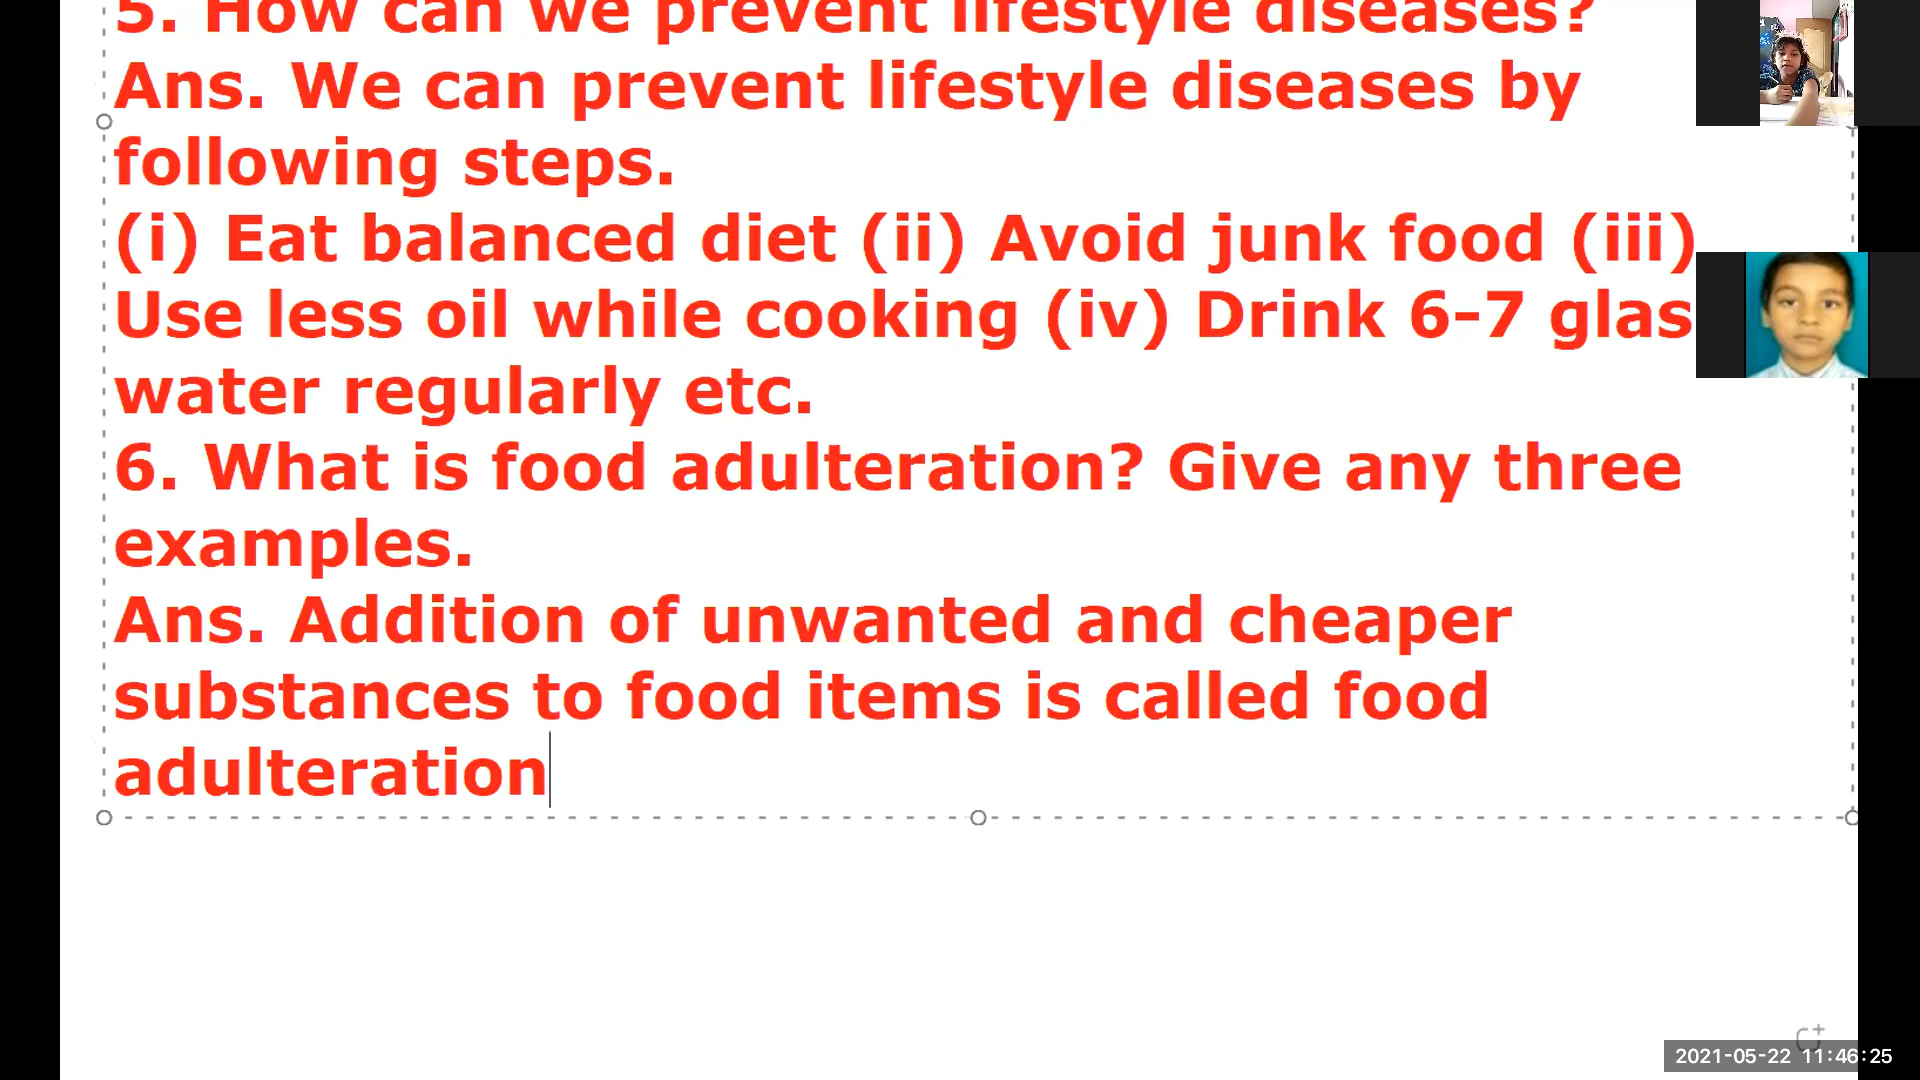 5. How can we prevent lifestyle diseases?
Ans. We can prevent lifestyle diseases by
following steps.
(i) Eat balanced diet (ii) Avoid junk food (iii)
Use less oil while cooking (iv) Drink 6-7 glas
water regularly etc.
6. What is food adulteration? Give any three
examples.
Ans. Addition of unwanted and cheaper
substances to food items is called food
adulteration
2021-05-22 11:46:25